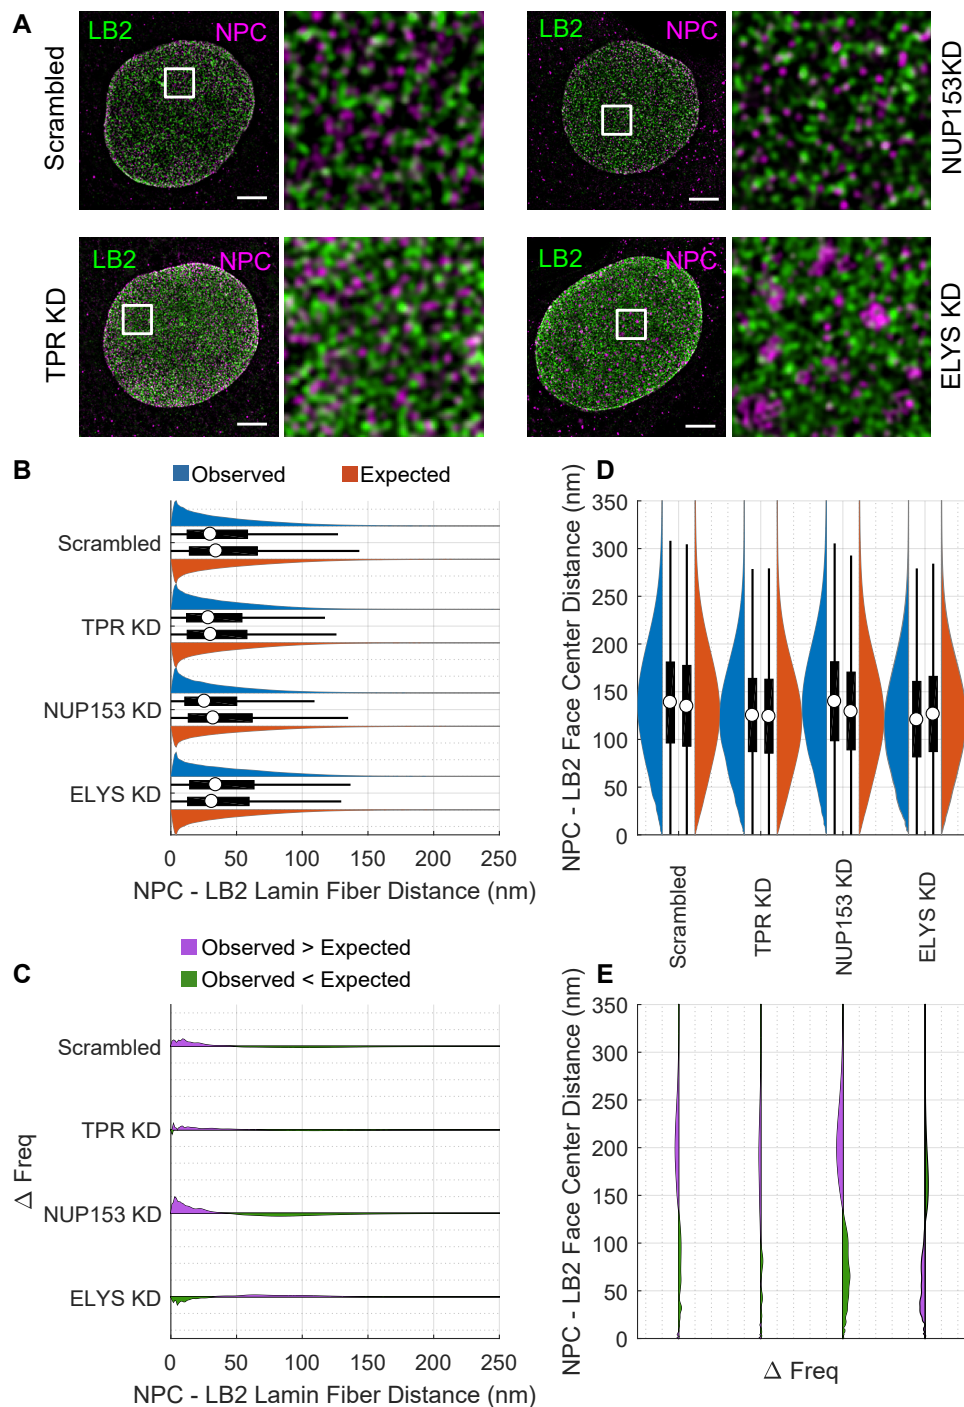 A
LB2 NPC
Scrambled
NUP153KD
LB2 NPC
TPR KD
LB2 NPC
ELYS KD
B
Observed Expected
Scrambled
TPR KD
NUP153 KD
ELYS KD
0 50 100 150 200 250
NPC - LB2 Lamin Fiber Distance (nm)
D
NPC - LB2 Face Center Distance (nm)
350
300
250
200
150
100
50
0
Scrambled
TPR KD
NUP153 KD
ELYS KD
C
Observed > Expected
Observed < Expected
Δ Freq
Scrambled
TPR KD
NUP153 KD
ELYS KD
0 50 100 150 200 250
NPC - LB2 Lamin Fiber Distance (nm)
E
NPC - LB2 Face Center Distance (nm)
350
300
250
200
150
100
50
0
Δ Freq